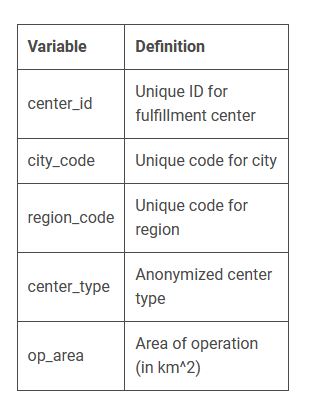 Variable Definition
center_id Unique ID for
fulfillment center
city_code Unique code for city
region_code Unique code for
region
center_type Anonymized center
type
op_area Area of operation
(in km^2)